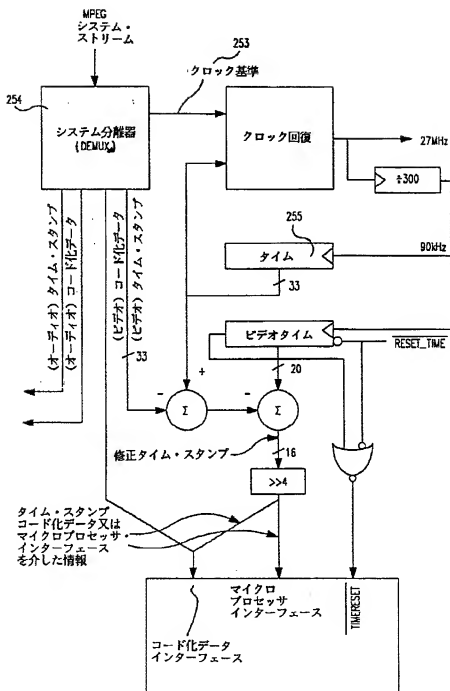 MPEG
システム・
ストリーム
253
クロック基準
254
システム分離器
(DEMUX)
クロック回復
27MHz
÷300
255
タイム
90kHz
33
(オーディオ) タイム・スタンプ
(オーディオ) コード化データ
(ビデオ) コード化データ
(ビデオ) タイム・スタンプ
33
ビデオタイム
RESET_TIME
20
+
-
Σ
-
Σ
修正タイム・スタンプ
16
>>4
タイム・スタンプ
コード化データ又は
マイクロプロセッサ・
インターフェース
を介した情報
マイクロ
プロセッサ
インターフェース
TIMERESET
コード化データ
インターフェース